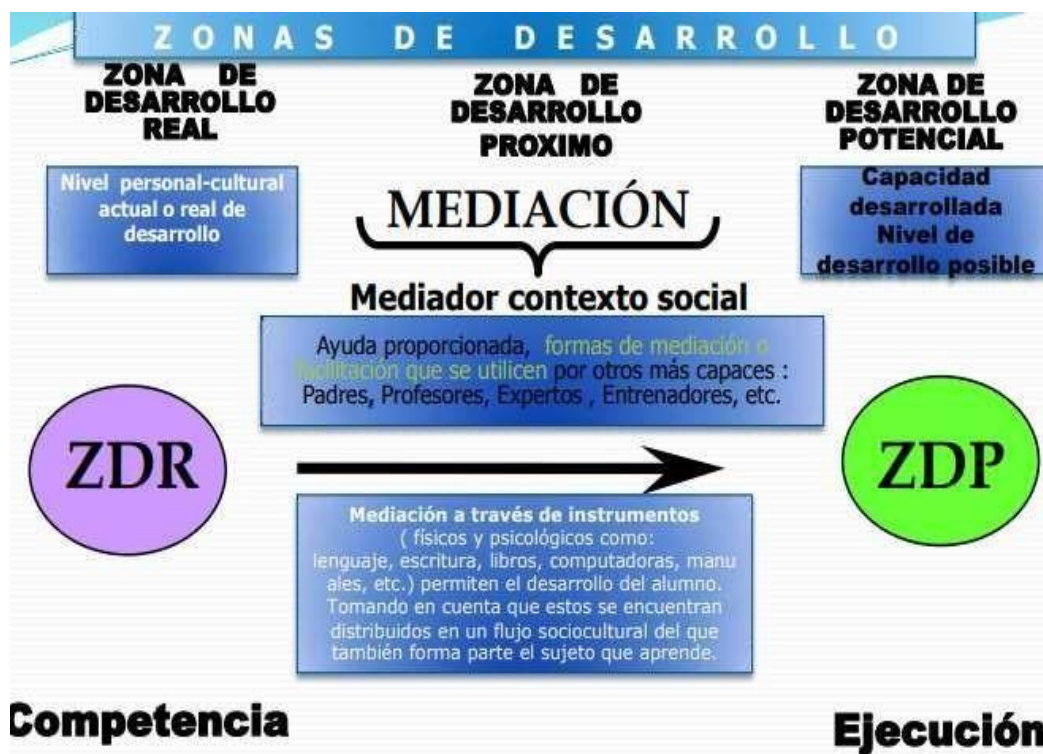 ZONAS DE DESARROLLO
ZONA DE
DESARROLLO
REAL
ZONA DE
DESARROLLO
PROXIMO
ZONA DE
DESARROLLO
POTENCIAL
Nivel personal-cultural
actual o real de
desarrollo
MEDIACIÓN
Capacidad
desarrollada
Nivel de
desarrollo posible
Mediador contexto social
Ayuda proporcionada, formas de mediación o
facilitación que se utilicen por otros más capaces :
Padres, Profesores, Expertos , Entrenadores, etc.
ZDR
ZDP
Mediación a través de instrumentos
( físicos y psicológicos como:
lenguaje, escritura, libros, computadoras, manu
ales, etc.) permiten el desarrollo del alumno.
Tomando en cuenta que estos se encuentran
distribuidos en un flujo sociocultural del que
también forma parte el sujeto que aprende.
Competencia
Ejecución